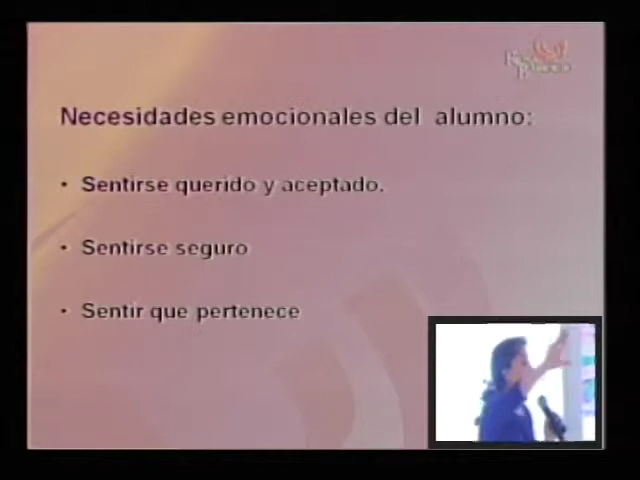 Necesidades emocionales del alumno:
• Sentirse querido y aceptado.
• Sentirse seguro
• Sentir que pertenece